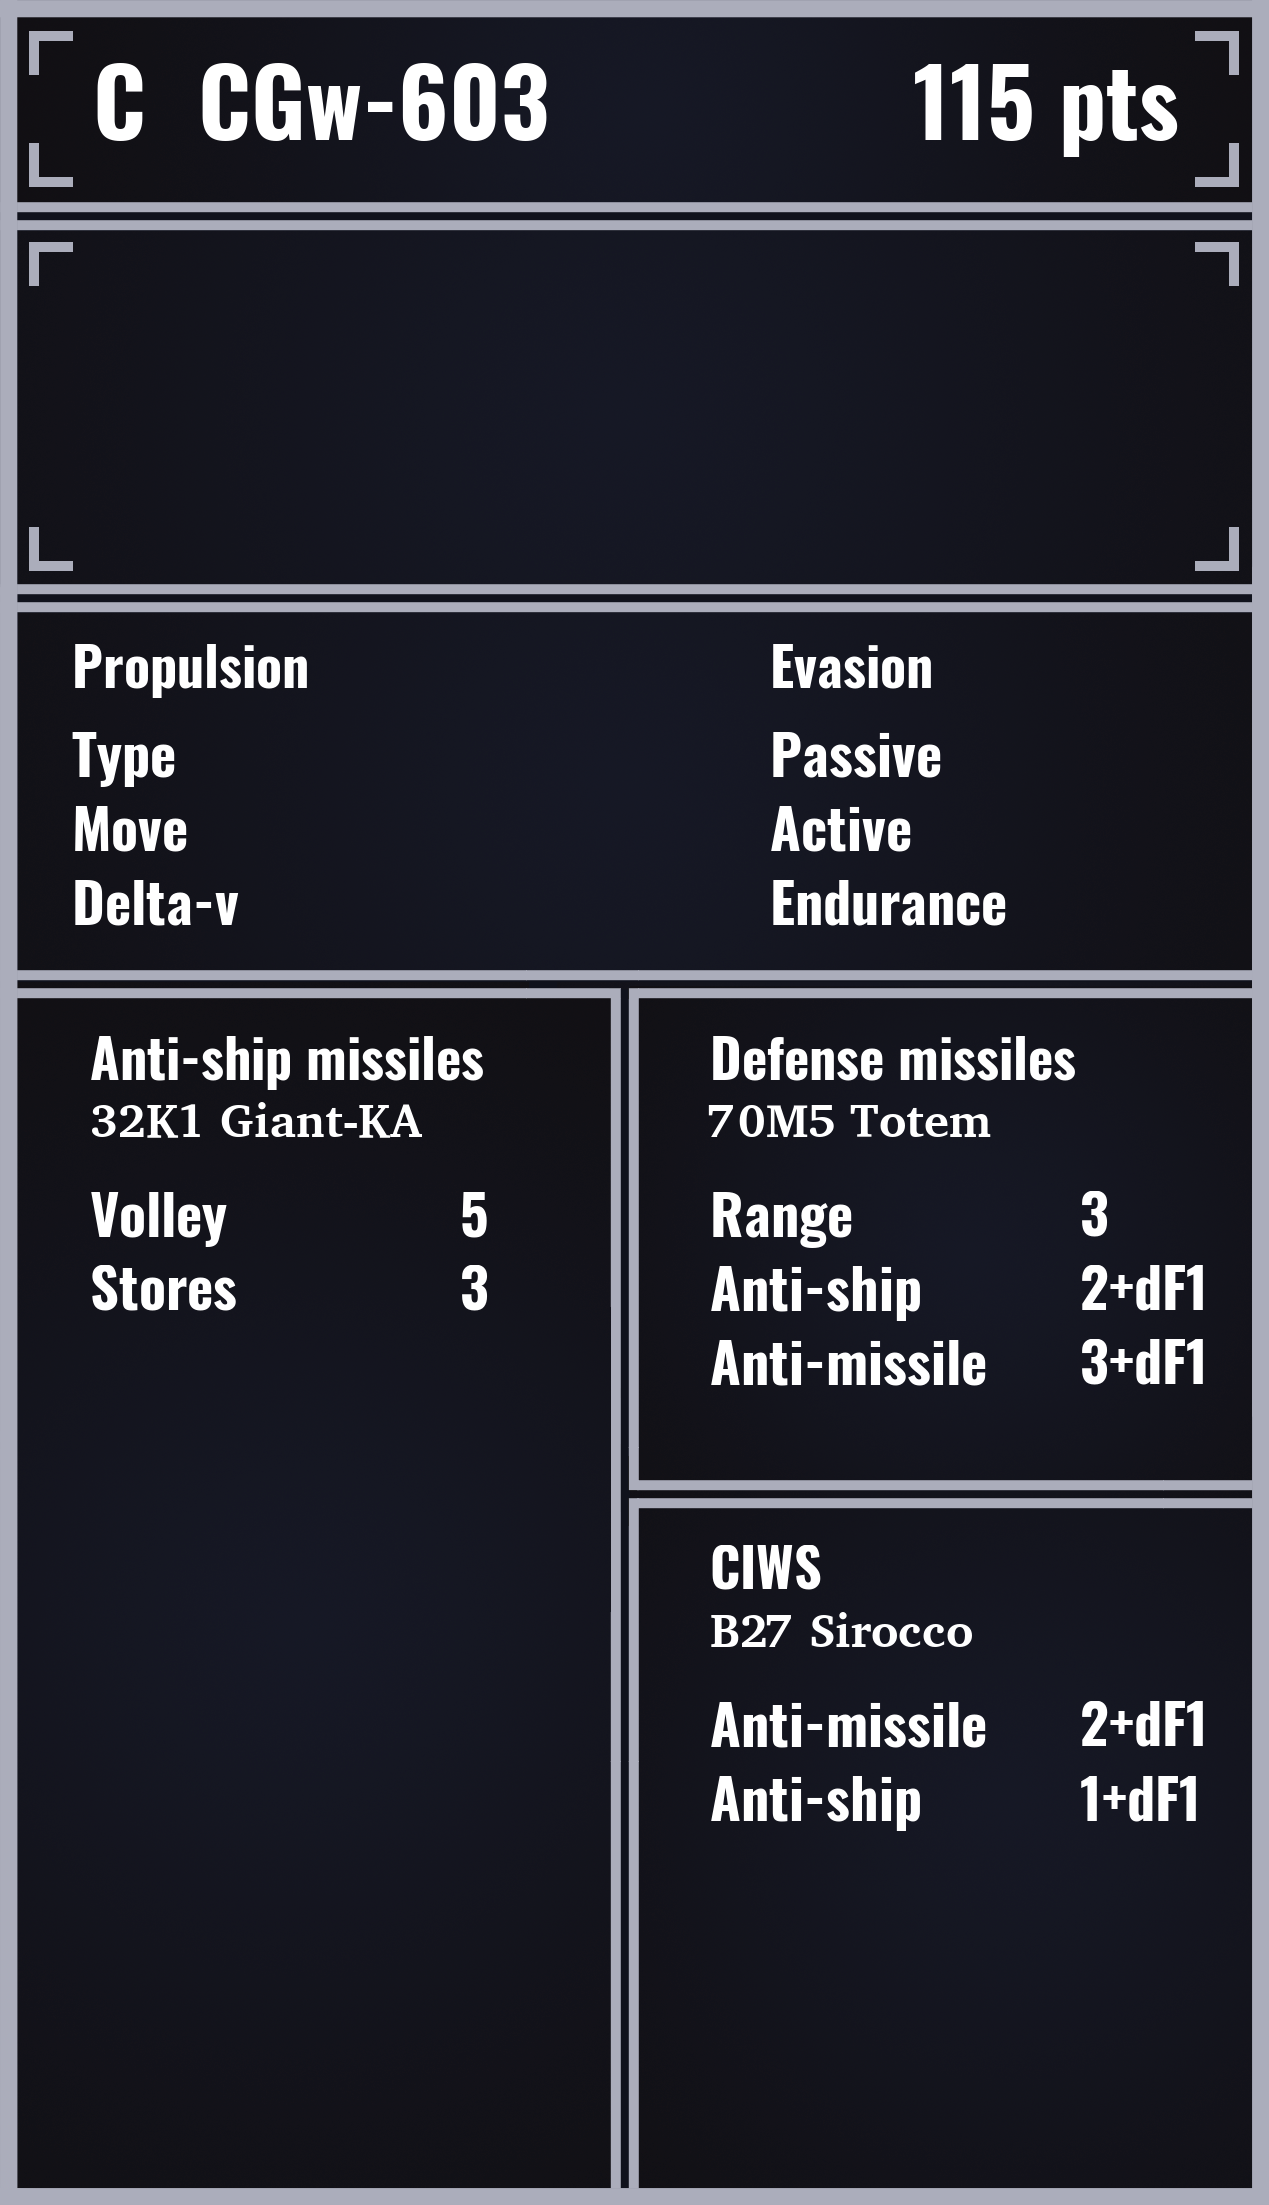 C CGw-603 115 pts
Propulsion Evasion
Type Passive
Move Active
Delta-v Endurance
Anti-ship missiles
32K1 Giant-KA
Volley 5
Stores 3
Defense missiles
70M5 Totem
Range 3
Anti-ship 2+dF1
Anti-missile 3+dF1
CIWS
B27 Sirocco
Anti-missile 2+dF1
Anti-ship 1+dF1